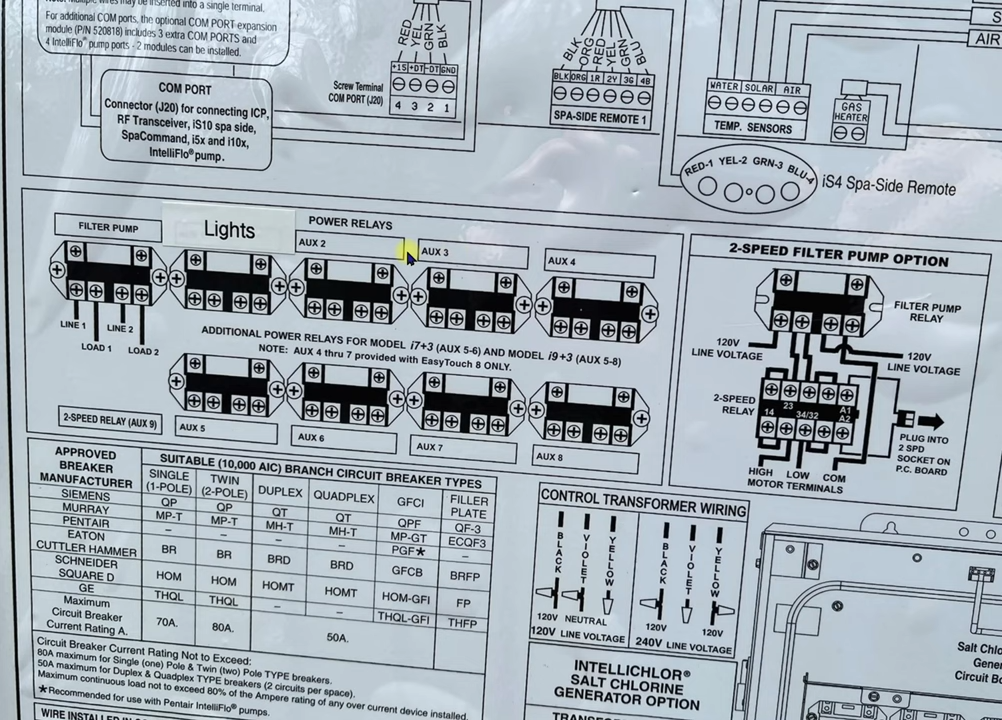 Note: Multiple wires may be inserted into a single terminal.
For additional COM ports, the optional COM PORT expansion
module (P/N 520818) includes 3 extra COM PORTS and
4 IntelliFlo® pump ports - 2 modules can be installed.
COM PORT
Connector (J20) for connecting ICP,
RF Transceiver, iS10 spa side,
SpaCommand, i5x and i10x,
IntelliFlo® pump.
RED YEL GRN BLK
+15 +DT -DT GND
Screw Terminal
COM PORT (J20)
4 3 2 1
BLK ORG RED YEL GRN BLU
BLK ORG 1R 2Y 3G 4B
SPA-SIDE REMOTE 1
WATER SOLAR AIR
TEMP. SENSORS
GAS
HEATER
AIR
RED-1 YEL-2 GRN-3 BLU-4
iS4 Spa-Side Remote
POWER RELAYS
FILTER PUMP
Lights
AUX 2
AUX 3
AUX 4
LINE 1
LINE 2
LOAD 1
LOAD 2
ADDITIONAL POWER RELAYS FOR MODEL i7+3 (AUX 5-6) AND MODEL i9+3 (AUX 5-8)
NOTE: AUX 4 thru 7 provided with EasyTouch 8 ONLY.
2-SPEED RELAY (AUX 9)
AUX 5
AUX 6
AUX 7
AUX 8
2-SPEED FILTER PUMP OPTION
FILTER PUMP
RELAY
120V
LINE VOLTAGE
120V
LINE VOLTAGE
2-SPEED
RELAY
14 23 34/32 A1
A2
HIGH LOW COM
MOTOR TERMINALS
PLUG INTO
2 SPD
SOCKET ON
P.C. BOARD
APPROVED
BREAKER
MANUFACTURER
SUITABLE (10,000 AIC) BRANCH CIRCUIT BREAKER TYPES
SINGLE (1-POLE) TWIN (2-POLE) DUPLEX QUADPLEX GFCI FILLER PLATE
SIEMENS QP QP QT QT QPF QF-3
MURRAY MP-T MP-T MH-T MH-T MP-GT ECQF3
PENTAIR – – – – PGF★ –
EATON
CUTTLER HAMMER BR BR BRD BRD GFCB BRFP
SCHNEIDER
SQUARE D HOM HOM HOMT HOMT HOM-GFI FP
GE THQL THQL – – THQL-GFI THFP
Maximum
Circuit Breaker
Current Rating A. 70A. 80A. 50A.
Circuit Breaker Current Rating Not to Exceed:
80A maximum for Single (one) Pole & Twin (two) Pole TYPE breakers.
50A maximum for Duplex & Quadplex TYPE breakers (2 circuits per space).
Maximum continuous load not to exceed 80% of the Ampere rating of any over current device installed.
★Recommended for use with Pentair IntelliFlo® pumps.
CONTROL TRANSFORMER WIRING
BLACK VIOLET YELLOW
BLACK VIOLET YELLOW
120V NEUTRAL
120V LINE VOLTAGE
120V 120V
240V LINE VOLTAGE
INTELLICHLOR®
SALT CHLORINE
GENERATOR OPTION